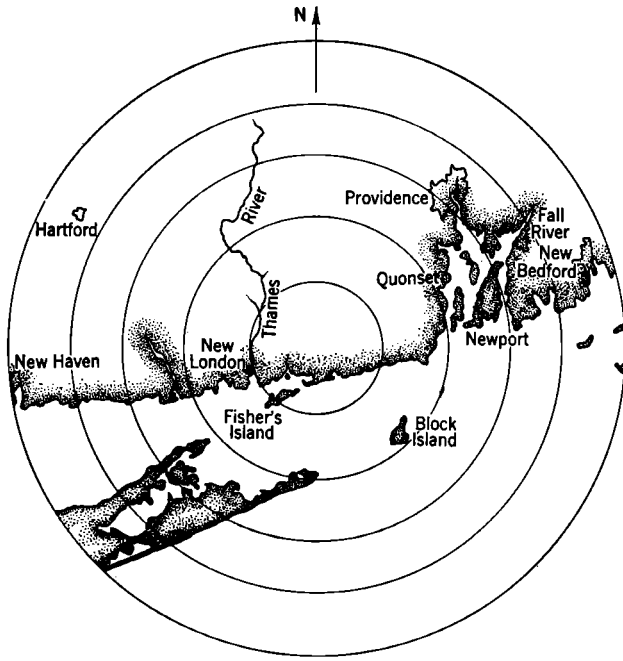 N
Providence
Hartford
River
Fall
River
New
Bedford
Quonset
Thames
New
London
New Haven
Newport
Fisher's
Island
Block
Island